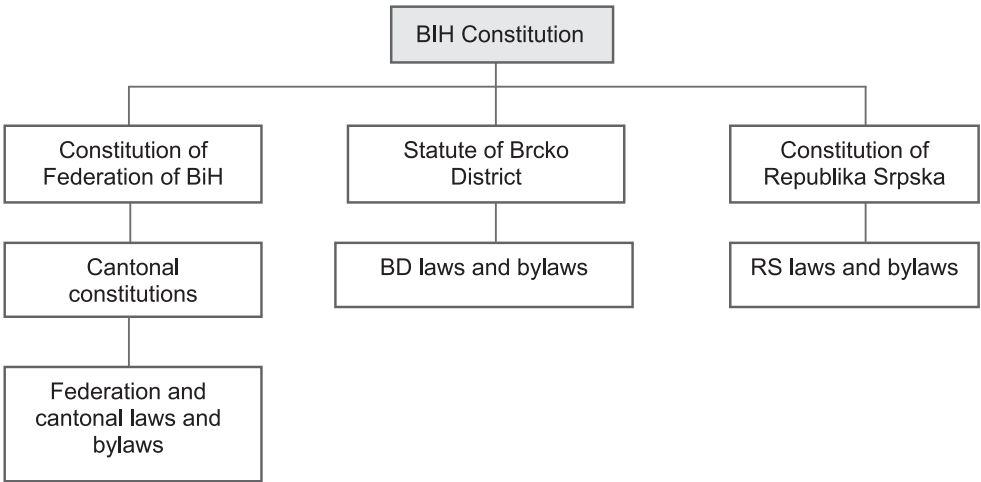 BIH Constitution
Constitution of
Federation of BiH
Statute of Brcko
District
Constitution of
Republika Srpska
Cantonal
constitutions
BD laws and bylaws
RS laws and bylaws
Federation and
cantonal laws and
bylaws